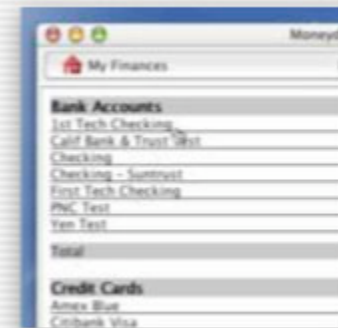 Moneyd
My Finances
Bank Accounts
1st Tech Checking
Calif Bank & Trust Test
Checking
Checking - Suntrust
First Tech Checking
PNC Test
Yen Test
Total
Credit Cards
Amex Blue
Citibank Visa